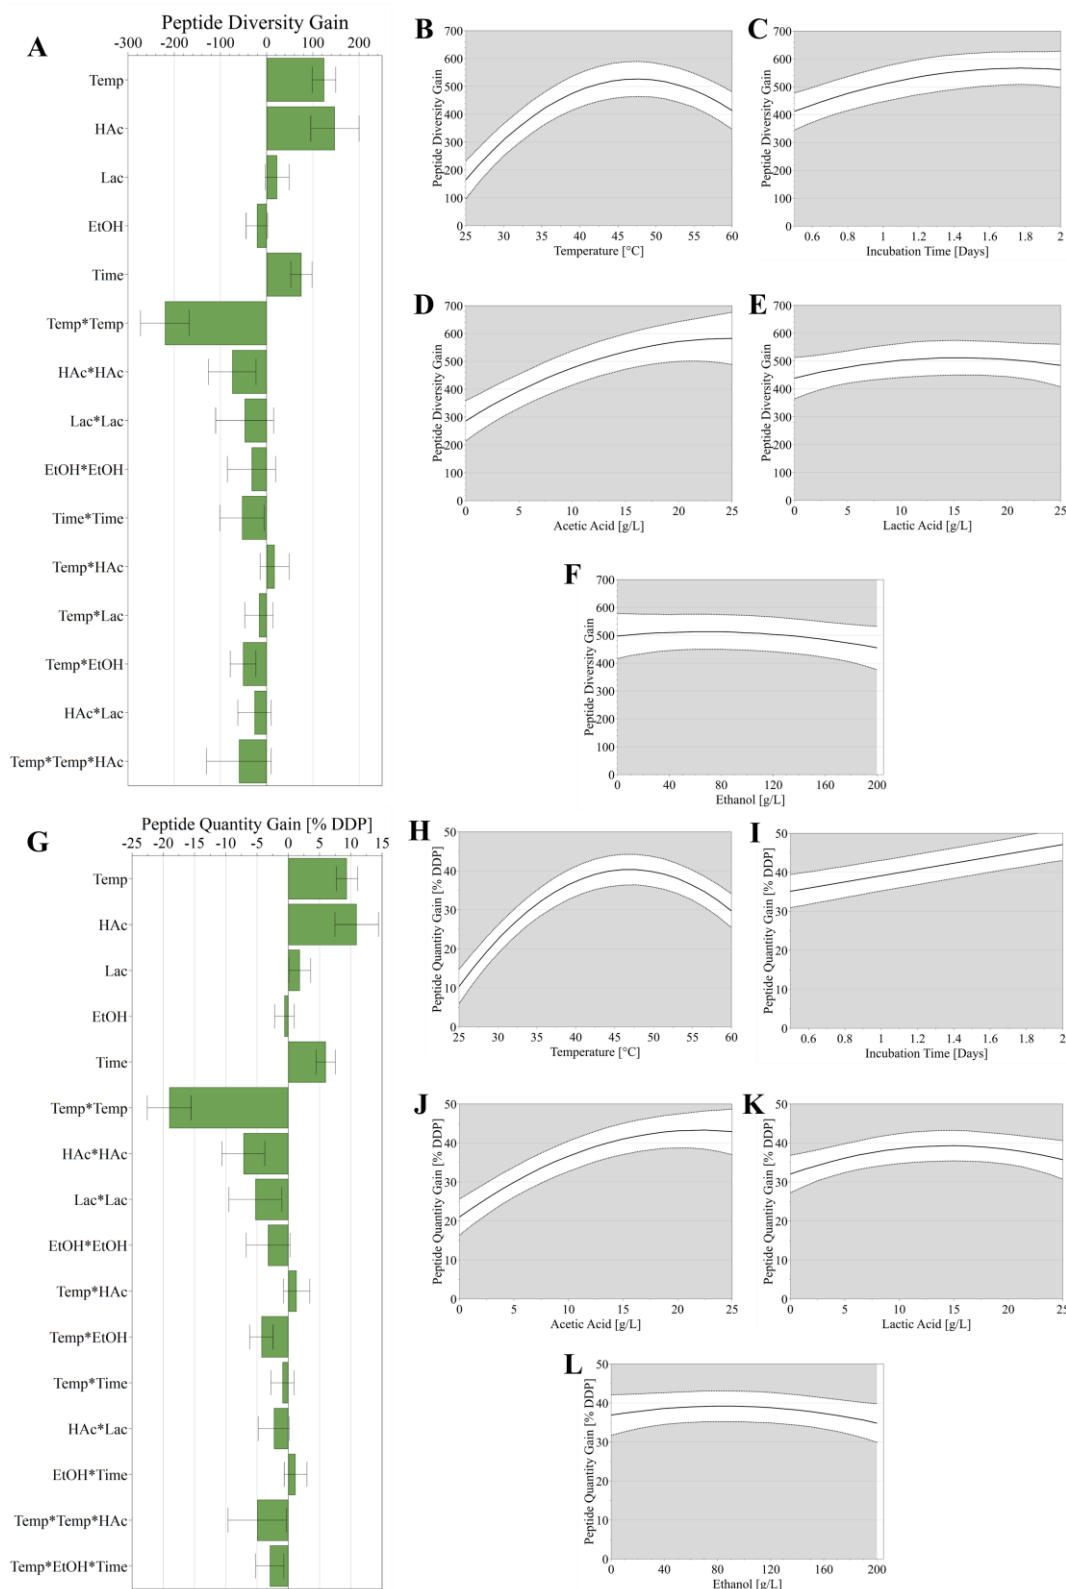 A
Peptide Diversity Gain
-300 -200 -100 0 100 200
Temp
HAc
Lac
EtOH
Time
Temp*Temp
HAc*HAc
Lac*Lac
EtOH*EtOH
Time*Time
Temp*HAc
Temp*Lac
Temp*EtOH
HAc*Lac
Temp*Temp*HAc
B
Peptide Diversity Gain
700
600
500
400
300
200
100
0
25 30 35 40 45 50 55 60
Temperature [°C]
C
Peptide Diversity Gain
700
600
500
400
300
200
100
0
0.6 0.8 1 1.2 1.4 1.6 1.8 2
Incubation Time [Days]
D
Peptide Diversity Gain
700
600
500
400
300
200
100
0
0 5 10 15 20 25
Acetic Acid [g/L]
E
Peptide Diversity Gain
700
600
500
400
300
200
100
0
0 5 10 15 20 25
Lactic Acid [g/L]
F
Peptide Diversity Gain
700
600
500
400
300
200
100
0
0 40 80 120 160 200
Ethanol [g/L]
G
Peptide Quantity Gain [% DDP]
-25 -20 -15 -10 -5 0 5 10 15
Temp
HAc
Lac
EtOH
Time
Temp*Temp
HAc*HAc
Lac*Lac
EtOH*EtOH
Temp*HAc
Temp*EtOH
Temp*Time
HAc*Lac
EtOH*Time
Temp*Temp*HAc
Temp*EtOH*Time
H
Peptide Quantity Gain [% DDP]
50
40
30
20
10
0
25 30 35 40 45 50 55 60
Temperature [°C]
I
Peptide Quantity Gain [% DDP]
50
40
30
20
10
0
0.6 0.8 1 1.2 1.4 1.6 1.8 2
Incubation Time [Days]
J
Peptide Quantity Gain [% DDP]
50
40
30
20
10
0
0 5 10 15 20 25
Acetic Acid [g/L]
K
Peptide Quantity Gain [% DDP]
50
40
30
20
10
0
0 5 10 15 20 25
Lactic Acid [g/L]
L
Peptide Quantity Gain [% DDP]
50
40
30
20
10
0
0 40 80 120 160 200
Ethanol [g/L]